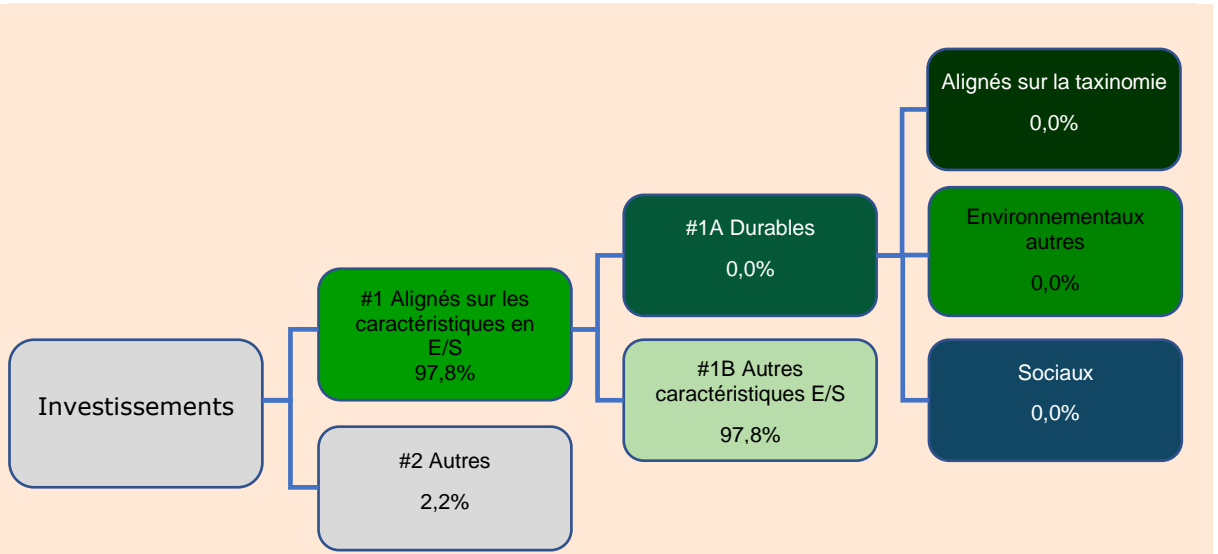 Investissements
#1 Alignés sur les
caractéristiques en
E/S
97,8%
#2 Autres
2,2%
#1A Durables
0,0%
#1B Autres
caractéristiques E/S
97,8%
Alignés sur la taxinomie
0,0%
Environnementaux
autres
0,0%
Sociaux
0,0%